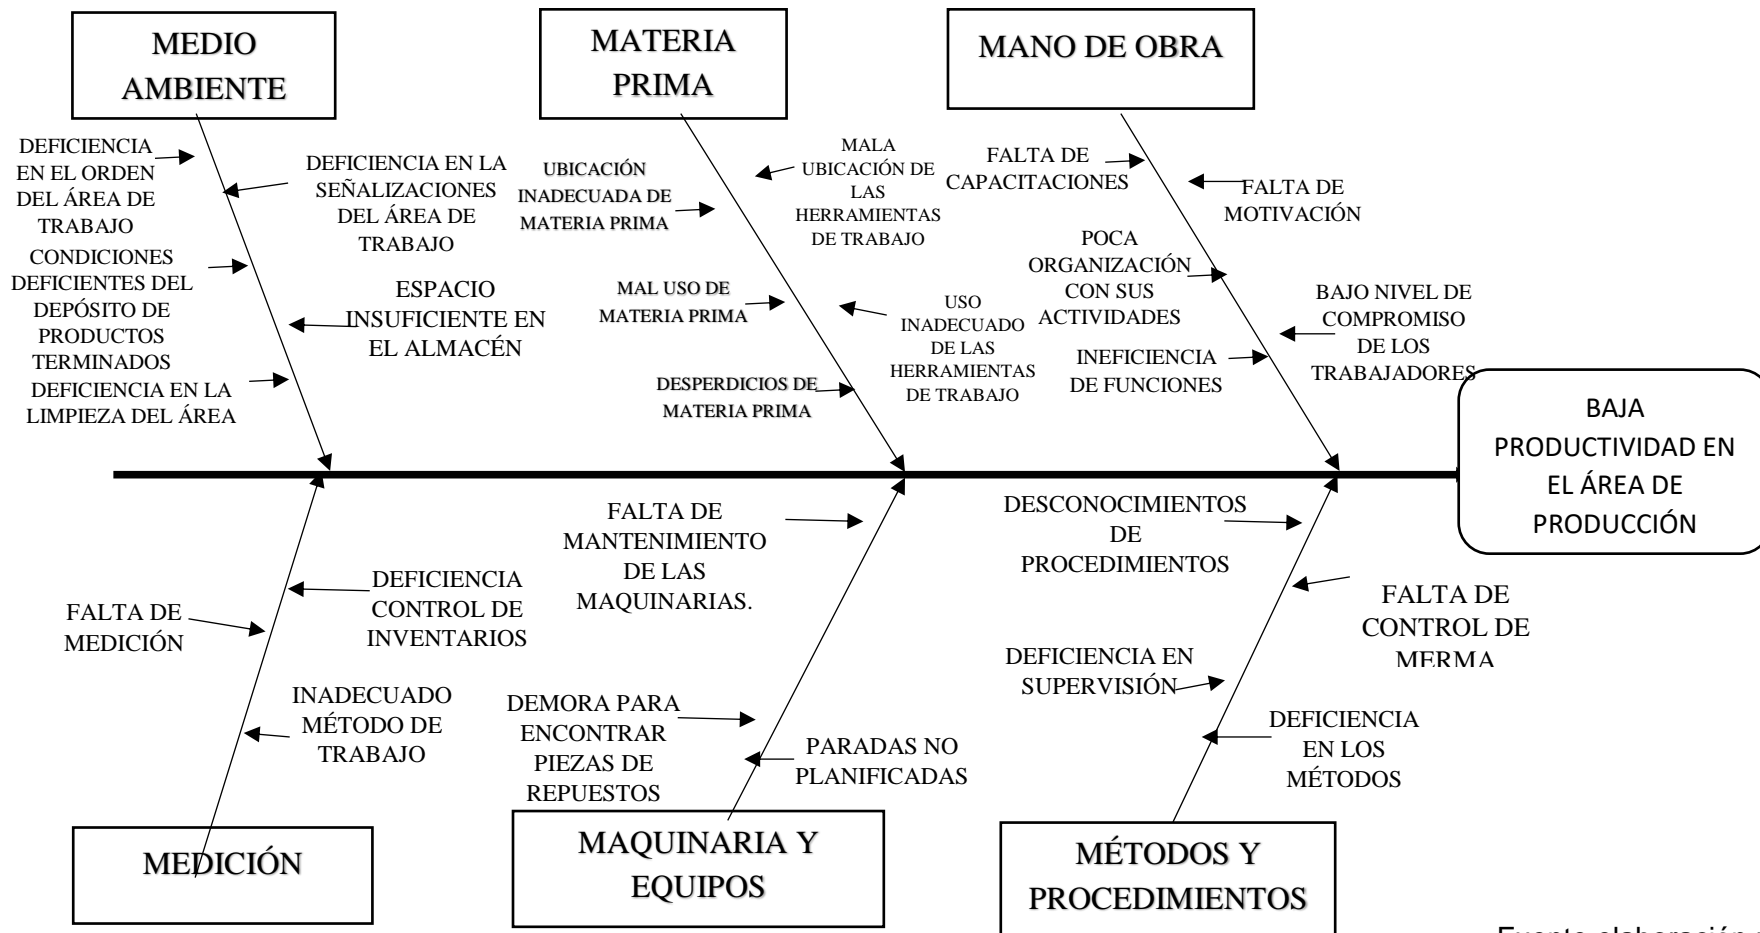 MEDIO
AMBIENTE
MATERIA
PRIMA
MANO DE OBRA
DEFICIENCIA
EN EL ORDEN
DEL ÁREA DE
TRABAJO
DEFICIENCIA EN LA
SEÑALIZACIONES
DEL ÁREA DE
TRABAJO
CONDICIONES
DEFICIENTES DEL
DEPÓSITO DE
PRODUCTOS
TERMINADOS
ESPACIO
INSUFICIENTE EN
EL ALMACÉN
DEFICIENCIA EN LA
LIMPIEZA DEL ÁREA
UBICACIÓN
INADECUADA DE
MATERIA PRIMA
MALA
UBICACIÓN DE
LAS
HERRAMIENTAS
DE TRABAJO
MAL USO DE
MATERIA PRIMA
USO
INADECUADO
DE LAS
HERRAMIENTAS
DE TRABAJO
DESPERDICIOS DE
MATERIA PRIMA
FALTA DE
CAPACITACIONES
FALTA DE
MOTIVACIÓN
POCA
ORGANIZACIÓN
CON SUS
ACTIVIDADES
BAJO NIVEL DE
COMPROMISO
DE LOS
TRABAJADORES
INEFICIENCIA
DE FUNCIONES
BAJA
PRODUCTIVIDAD EN
EL ÁREA DE
PRODUCCIÓN
FALTA DE
MEDICIÓN
DEFICIENCIA
CONTROL DE
INVENTARIOS
INADECUADO
MÉTODO DE
TRABAJO
FALTA DE
MANTENIMIENTO
DE LAS
MAQUINARIAS.
DEMORA PARA
ENCONTRAR
PIEZAS DE
REPUESTOS
PARADAS NO
PLANIFICADAS
DESCONOCIMIENTOS
DE
PROCEDIMIENTOS
FALTA DE
CONTROL DE
MERMA
DEFICIENCIA EN
SUPERVISIÓN
DEFICIENCIA
EN LOS
MÉTODOS
MEDICIÓN
MAQUINARIA Y
EQUIPOS
MÉTODOS Y
PROCEDIMIENTOS
Fuente elaboración